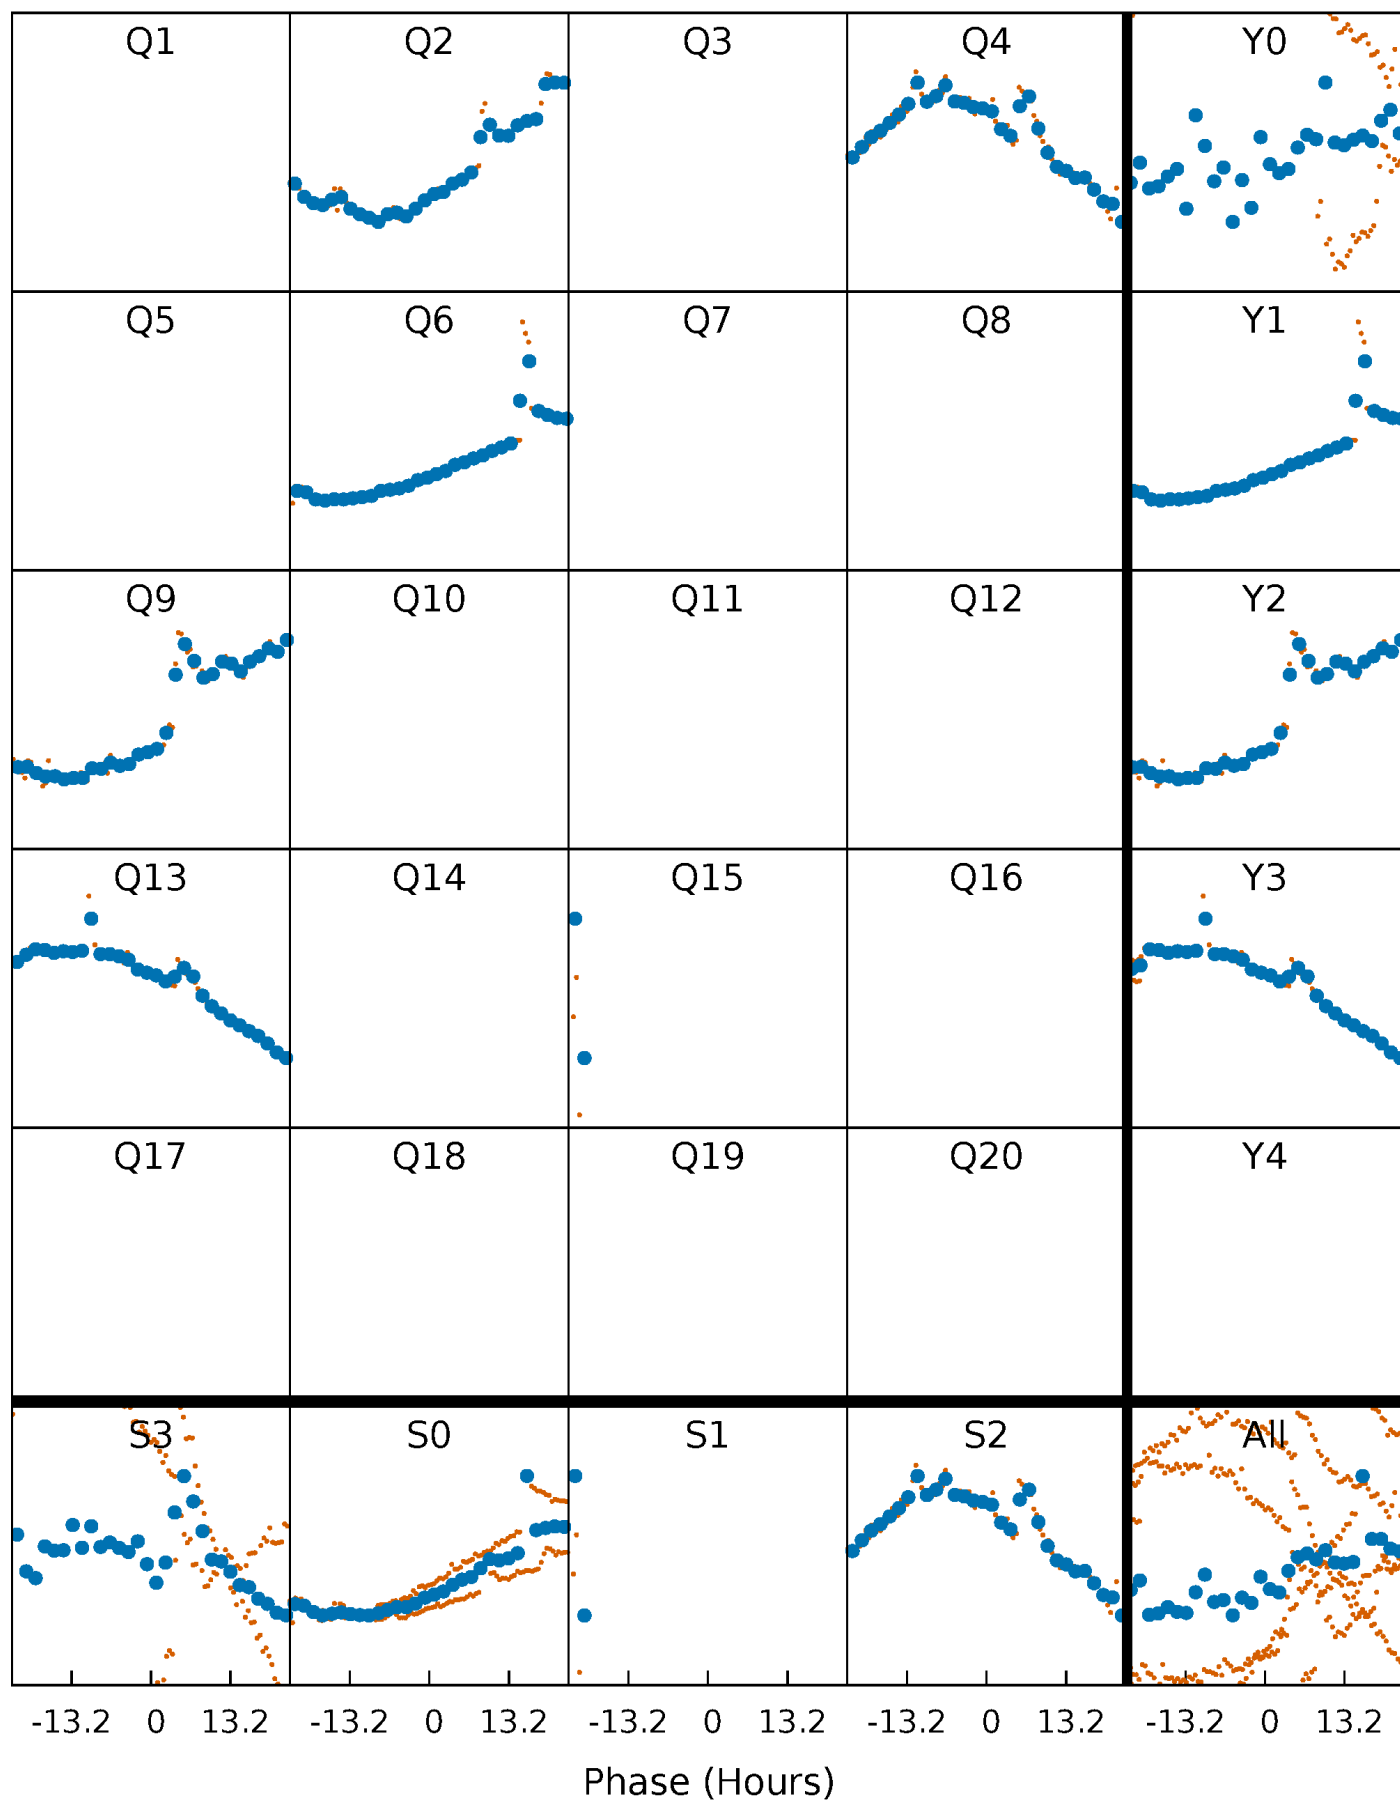 Q1 Q2 Q3 Q4 Y0
Q5 Q6 Q7 Q8 Y1
Q9 Q10 Q11 Q12 Y2
Q13 Q14 Q15 Q16 Y3
Q17 Q18 Q19 Q20 Y4
S3 S0 S1 S2 All
-13.2 0 13.2 -13.2 0 13.2 -13.2 0 13.2 -13.2 0 13.2 -13.2 0 13.2
Phase (Hours)